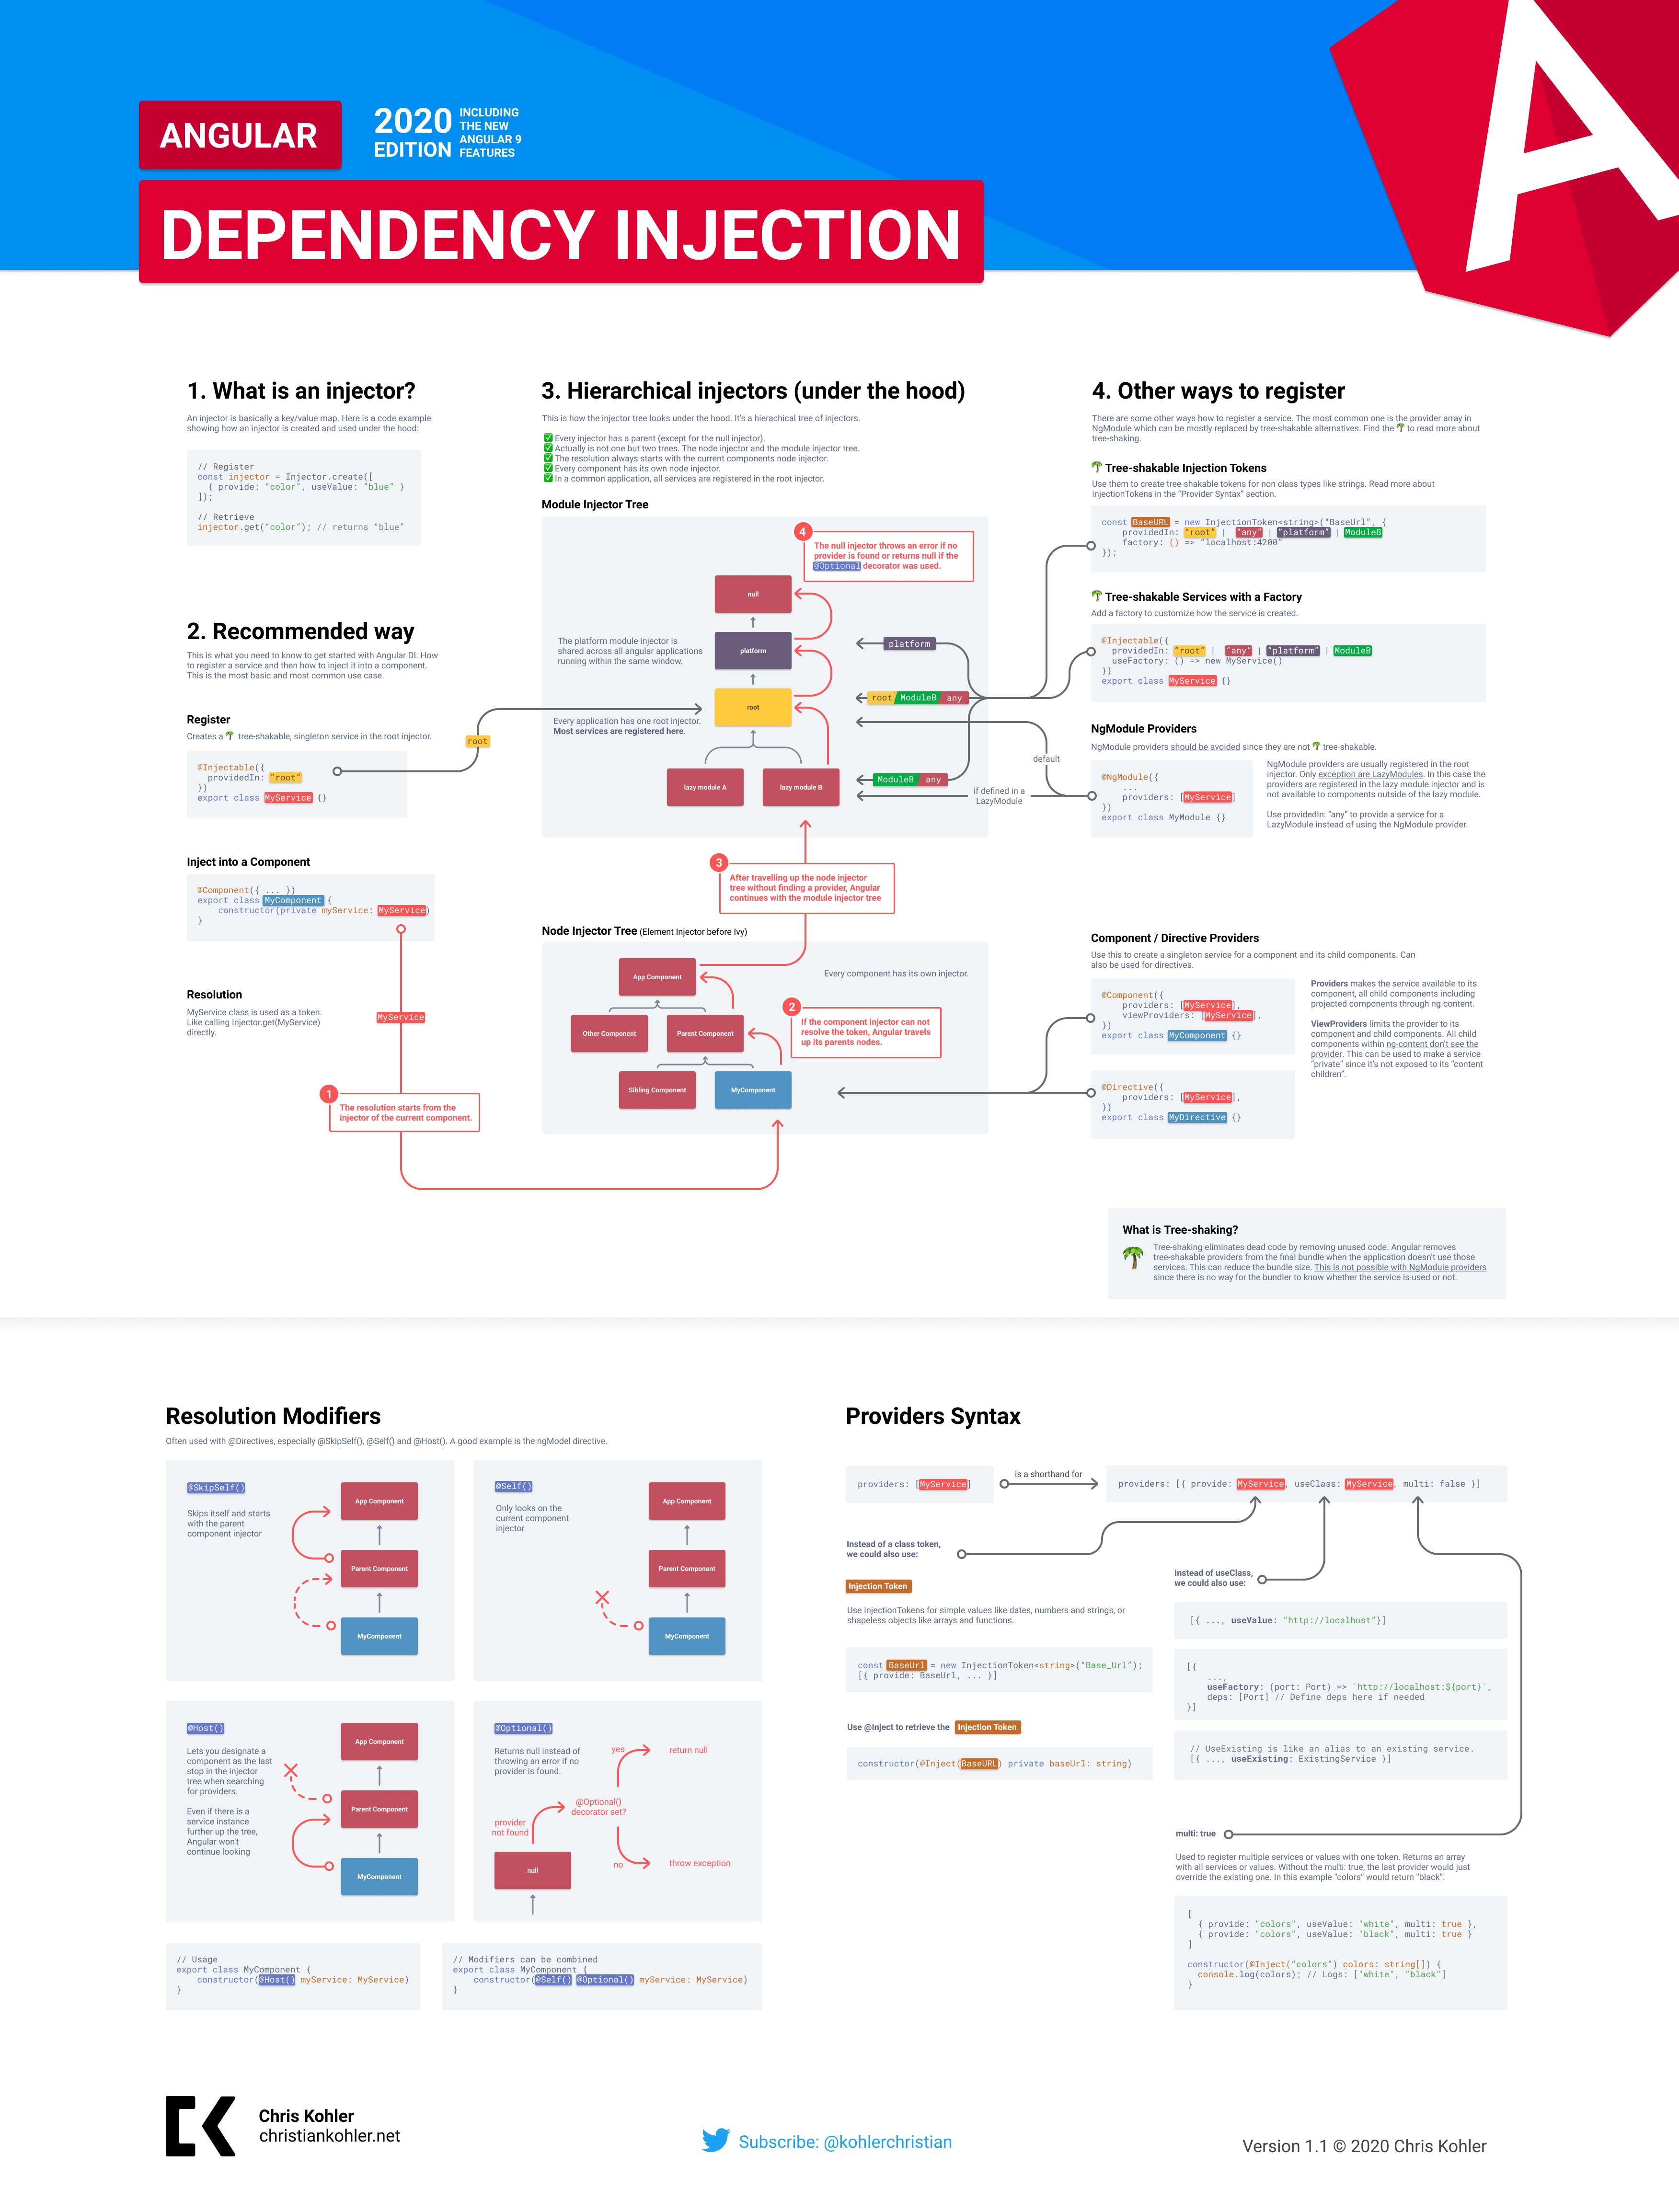 ANGULAR
2020
EDITION
INCLUDING
THE NEW
ANGULAR 9
FEATURES
DEPENDENCY INJECTION
1. What is an injector?
An injector is basically a key/value map. Here is a code example
showing how an injector is created and used under the hood:
// Register
const injector = Injector.create([
{ provide: "color", useValue: "blue" }
]);
// Retrieve
injector.get("color"); // returns "blue"
2. Recommended way
This is what you need to know to get started with Angular DI. How
to register a service and then how to inject it into a component.
This is the most basic and most common use case.
Register
Creates a 🌴 tree-shakable, singleton service in the root injector.
@Injectable({
providedIn: "root"
})
export class MyService {}
root
Inject into a Component
@Component({ ... })
export class MyComponent {
constructor(private myService: MyService)
}
Resolution
MyService class is used as a token.
Like calling Injector.get(MyService)
directly.
MyService
1
The resolution starts from the
injector of the current component.
3. Hierarchical injectors (under the hood)
This is how the injector tree looks under the hood. It's a hierachical tree of injectors.
✅ Every injector has a parent (except for the null injector).
✅ Actually is not one but two trees. The node injector and the module injector tree.
✅ The resolution always starts with the current components node injector.
✅ Every component has its own node injector.
✅ In a common application, all services are registered in the root injector.
Module Injector Tree
4
The null injector throws an error if no
provider is found or returns null if the
@Optional decorator was used.
null
The platform module injector is
shared across all angular applications
running within the same window.
platform
platform
root
root ModuleB any
Every application has one root injector.
Most services are registered here.
lazy module A
lazy module B
ModuleB any
default
if defined in a
LazyModule
3
After travelling up the node injector
tree without finding a provider, Angular
continues with the module injector tree
Node Injector Tree (Element Injector before Ivy)
App Component
Every component has its own injector.
Other Component
Parent Component
2
If the component injector can not
resolve the token, Angular travels
up its parents nodes.
Sibling Component
MyComponent
4. Other ways to register
There are some other ways how to register a service. The most common one is the provider array in
NgModule which can be mostly replaced by tree-shakable alternatives. Find the 🌴 to read more about
tree-shaking.
🌴 Tree-shakable Injection Tokens
Use them to create tree-shakable tokens for non class types like strings. Read more about
InjectionTokens in the "Provider Syntax" section.
const BaseURL = new InjectionToken<string>("BaseUrl", {
providedIn: "root" | "any" | "platform" | ModuleB
factory: () => "localhost:4200"
});
🌴 Tree-shakable Services with a Factory
Add a factory to customize how the service is created.
@Injectable({
providedIn: "root" | "any" | "platform" | ModuleB
useFactory: () => new MyService()
})
export class MyService {}
NgModule Providers
NgModule providers should be avoided since they are not 🌴 tree-shakable.
@NgModule({
...
providers: [MyService]
})
export class MyModule {}
NgModule providers are usually registered in the root
injector. Only exception are LazyModules. In this case the
providers are registered in the lazy module injector and is
not available to components outside of the lazy module.
Use providedIn: "any" to provide a service for a
LazyModule instead of using the NgModule provider.
Component / Directive Providers
Use this to create a singleton service for a component and its child components. Can
also be used for directives.
@Component({
providers: [MyService],
viewProviders: [MyService],
})
export class MyComponent {}
@Directive({
providers: [MyService],
})
export class MyDirective {}
Providers makes the service available to its
component, all child components including
projected components through ng-content.
ViewProviders limits the provider to its
component and child components. All child
components within ng-content don't see the
provider. This can be used to make a service
"private" since it's not exposed to its "content
children".
What is Tree-shaking?
Tree-shaking eliminates dead code by removing unused code. Angular removes
tree-shakable providers from the final bundle when the application doesn't use those
services. This can reduce the bundle size. This is not possible with NgModule providers
since there is no way for the bundler to know whether the service is used or not.
Resolution Modifiers
Often used with @Directives, especially @SkipSelf(), @Self() and @Host(). A good example is the ngModel directive.
@SkipSelf()
Skips itself and starts
with the parent
component injector
App Component
Parent Component
MyComponent
@Self()
Only looks on the
current component
injector
App Component
Parent Component
MyComponent
@Host()
Lets you designate a
component as the last
stop in the injector
tree when searching
for providers.
Even if there is a
service instance
further up the tree,
Angular won't
continue looking
App Component
Parent Component
MyComponent
@Optional()
Returns null instead of
throwing an error if no
provider is found.
yes
return null
@Optional()
decorator set?
provider
not found
no
throw exception
null
// Usage
export class MyComponent {
constructor(@Host() myService: MyService)
}
// Modifiers can be combined
export class MyComponent {
constructor(@Self() @Optional() myService: MyService)
}
Providers Syntax
providers: [MyService]
is a shorthand for
providers: [{ provide: MyService, useClass: MyService, multi: false }]
Instead of a class token,
we could also use:
Injection Token
Use InjectionTokens for simple values like dates, numbers and strings, or
shapeless objects like arrays and functions.
const BaseUrl = new InjectionToken<string>("Base_Url");
[{ provide: BaseUrl, ... }]
Use @Inject to retrieve the Injection Token
constructor(@Inject(BaseURL) private baseUrl: string)
Instead of useClass,
we could also use:
[{ ..., useValue: "http://localhost"}]
[{
...,
useFactory: (port: Port) => `http://localhost:${port}`,
deps: [Port] // Define deps here if needed
}]
// UseExisting is like an alias to an existing service.
[{ ..., useExisting: ExistingService }]
multi: true
Used to register multiple services or values with one token. Returns an array
with all services or values. Without the multi: true, the last provider would just
override the existing one. In this example "colors" would return "black".
[
{ provide: "colors", useValue: "white", multi: true },
{ provide: "colors", useValue: "black", multi: true }
]
constructor(@Inject("colors") colors: string[]) {
console.log(colors); // Logs: ["white", "black"]
}
Chris Kohler
christiankohler.net
Subscribe: @kohlerchristian
Version 1.1 © 2020 Chris Kohler